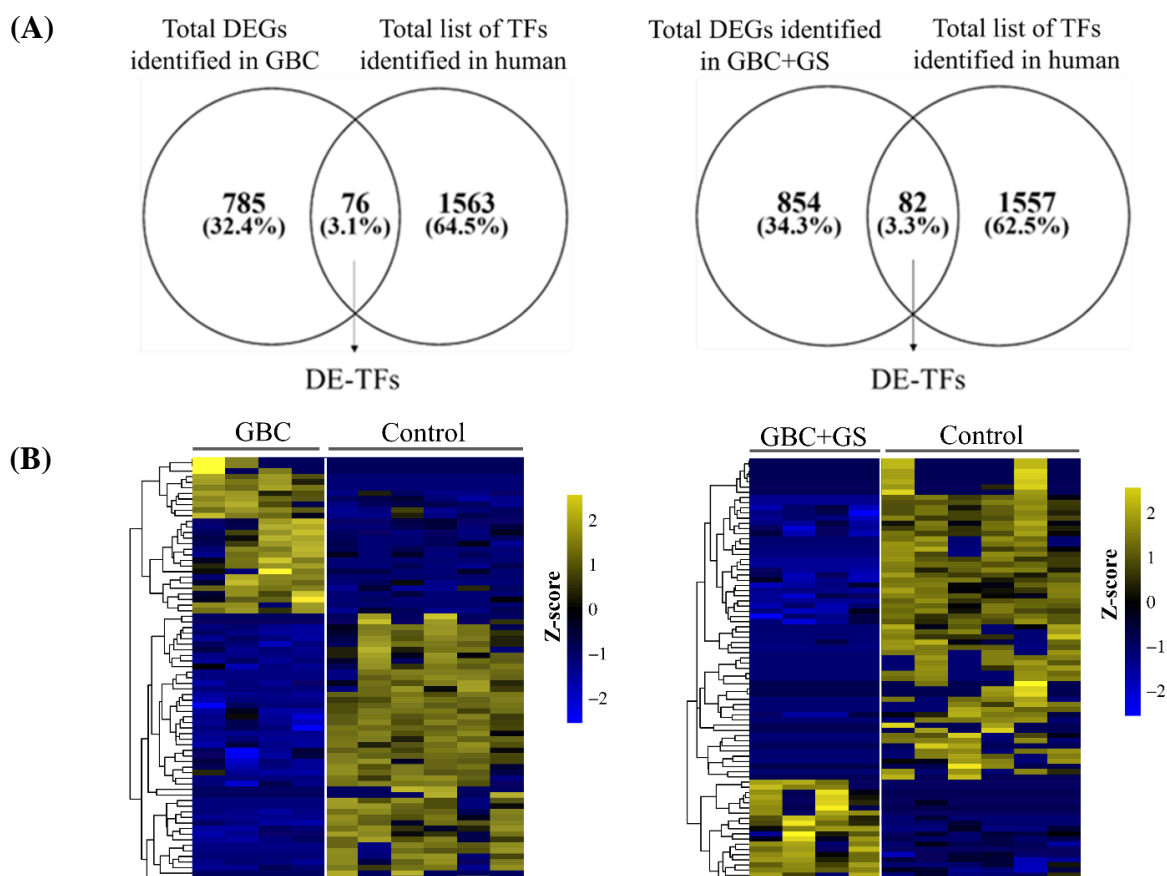 (A)
Total DEGs
identified in GBC
Total list of TFs
identified in human
785
(32.4%)
76
(3.1%)
1563
(64.5%)
DE-TFs
Total DEGs identified
in GBC+GS
Total list of TFs
identified in human
854
(34.3%)
82
(3.3%)
1557
(62.5%)
DE-TFs
(B)
GBC
Control
2
1
0
−1
−2
Z-score
GBC+GS
Control
2
1
0
−1
−2
Z-score